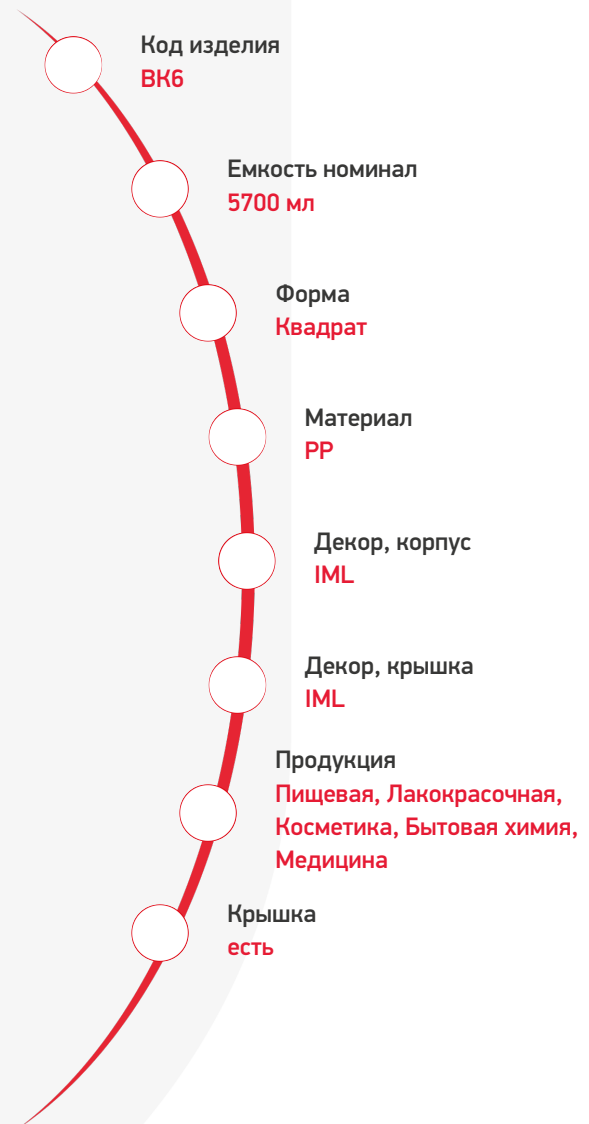 Код изделия
ВК6
Емкость номинал
5700 мл
Форма
Квадрат
Материал
PP
Декор, корпус
IML
Декор, крышка
IML
Продукция
Пищевая, Лакокрасочная,
Косметика, Бытовая химия,
Медицина
Крышка
есть